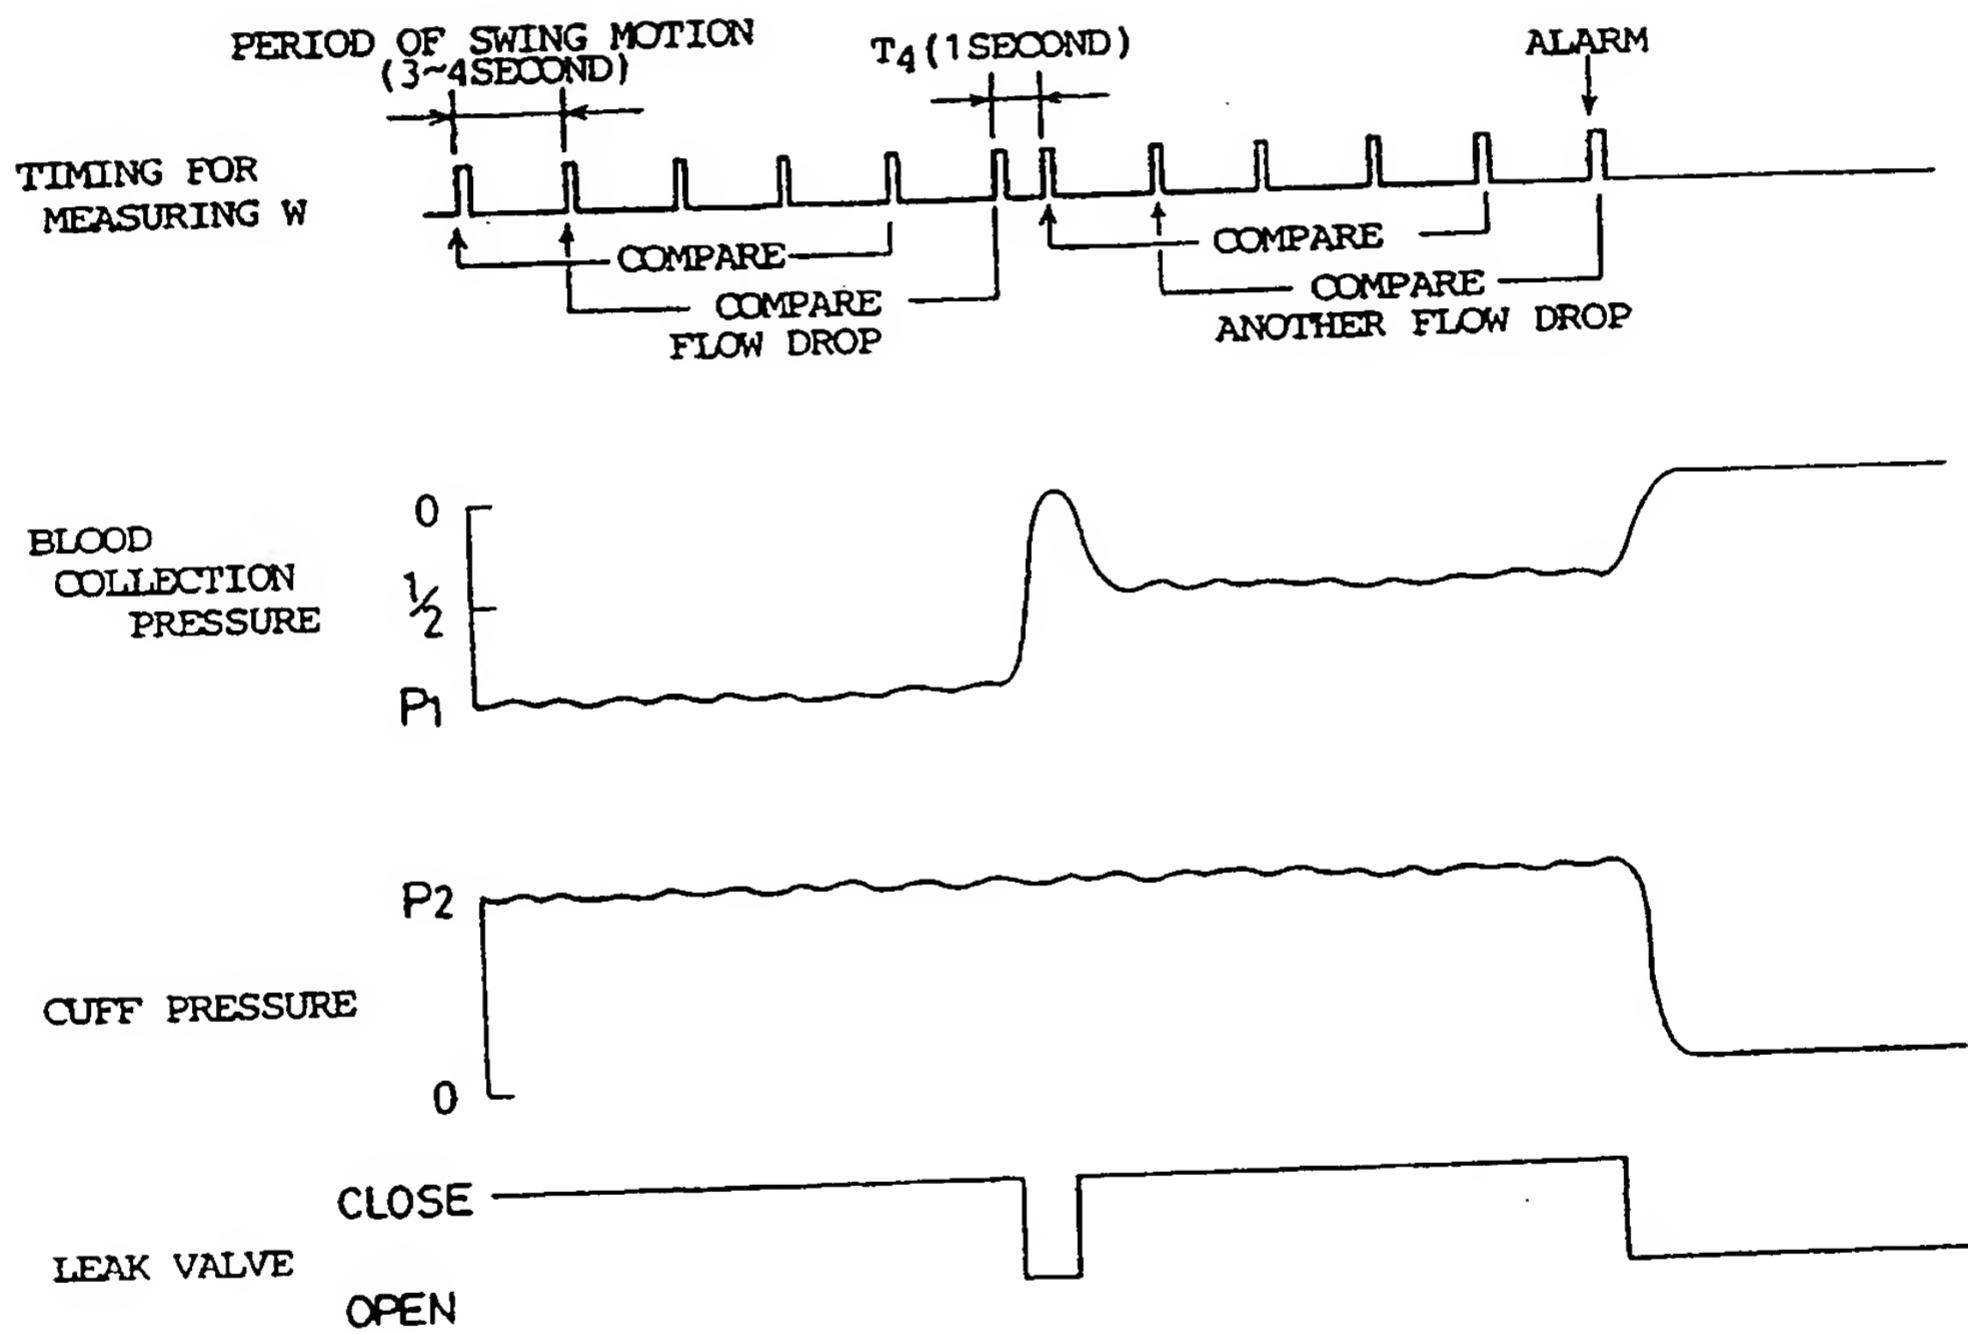 PERIOD OF SWING MOTION
(3~4SECOND)
T4(1SECOND)
ALARM
TIMING FOR
MEASURING W
COMPARE
COMPARE
FLOW DROP
COMPARE
COMPARE
ANOTHER FLOW DROP
BLOOD
COLLECTION
PRESSURE
0
1/2
P1
CUFF PRESSURE
P2
0
LEAK VALVE
CLOSE
OPEN